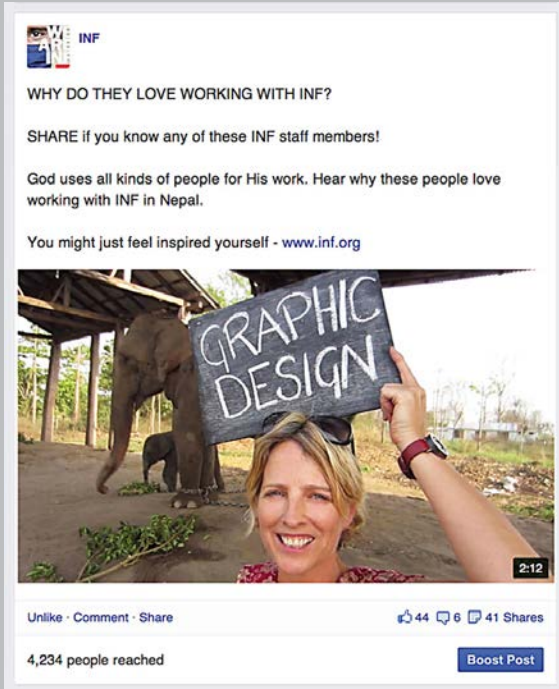 INF
WHY DO THEY LOVE WORKING WITH INF?
SHARE if you know any of these INF staff members!
God uses all kinds of people for His work. Hear why these people love
working with INF in Nepal.
You might just feel inspired yourself - www.inf.org
GRAPHIC
DESIGN
2:12
Unlike · Comment · Share
44 6 41 Shares
4,234 people reached
Boost Post